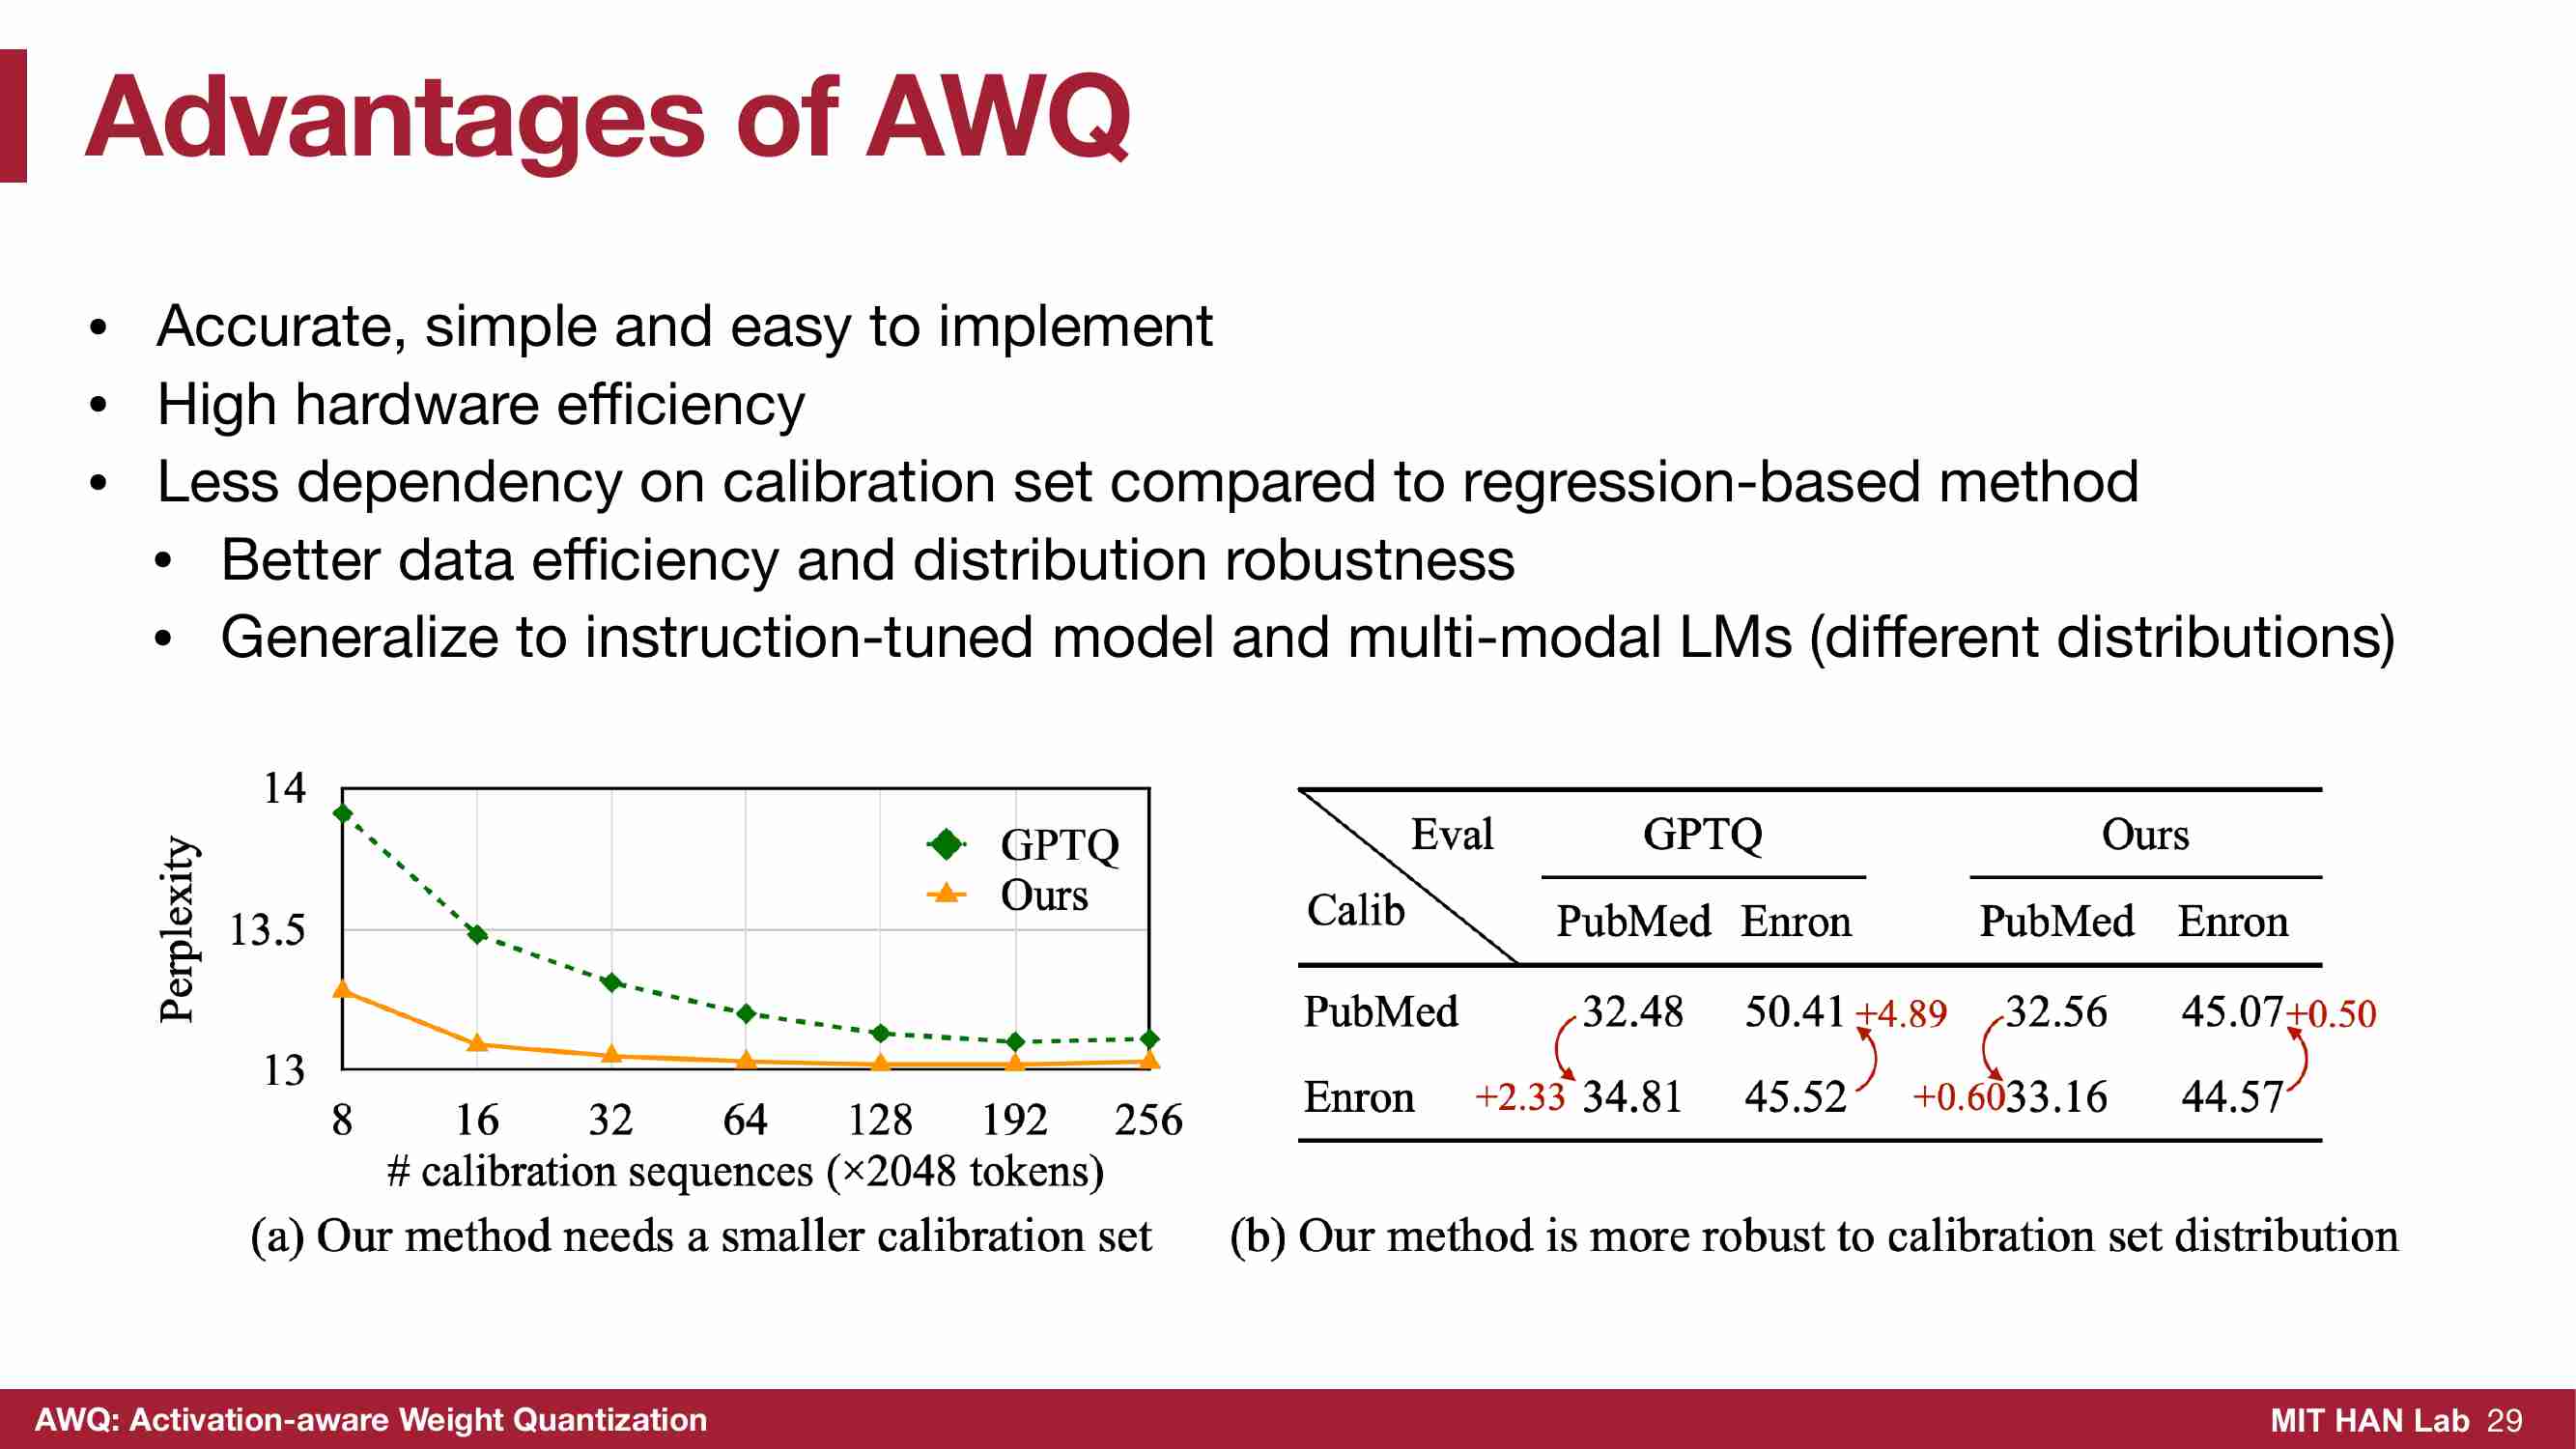 Advantages of AWQ
• Accurate, simple and easy to implement
• High hardware efficiency
• Less dependency on calibration set compared to regression-based method
• Better data efficiency and distribution robustness
• Generalize to instruction-tuned model and multi-modal LMs (different distributions)
Perplexity
14
13.5
13
GPTQ
Ours
8 16 32 64 128 192 256
# calibration sequences (×2048 tokens)
(a) Our method needs a smaller calibration set
Eval GPTQ Ours
Calib PubMed Enron PubMed Enron
PubMed 32.48 50.41 +4.89 32.56 45.07 +0.50
Enron +2.33 34.81 45.52 +0.60 33.16 44.57
(b) Our method is more robust to calibration set distribution
AWQ: Activation-aware Weight Quantization
MIT HAN Lab 29